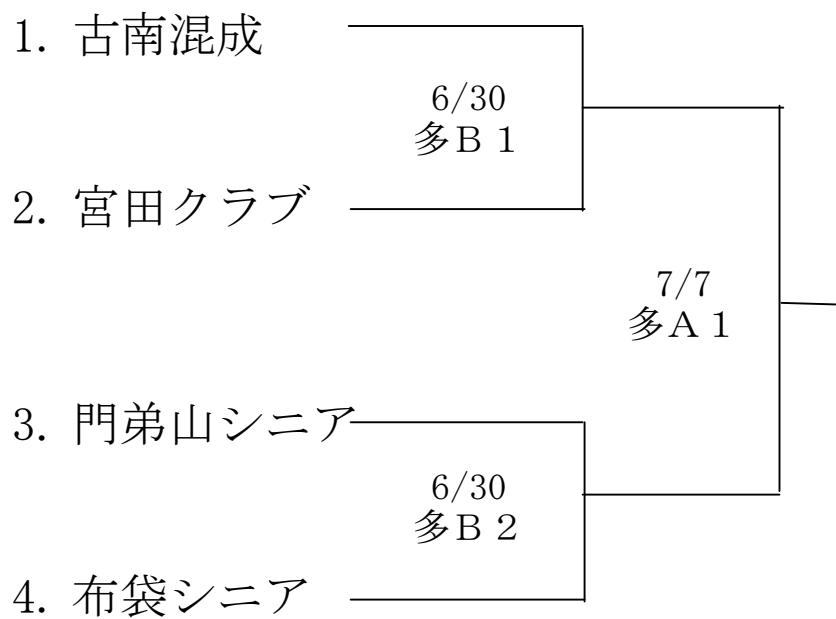 1. 古南混成
6/30
多Ｂ１
2. 宮田クラブ
7/7
多Ａ１
3. 門弟山シニア
6/30
多Ｂ２
4. 布袋シニア